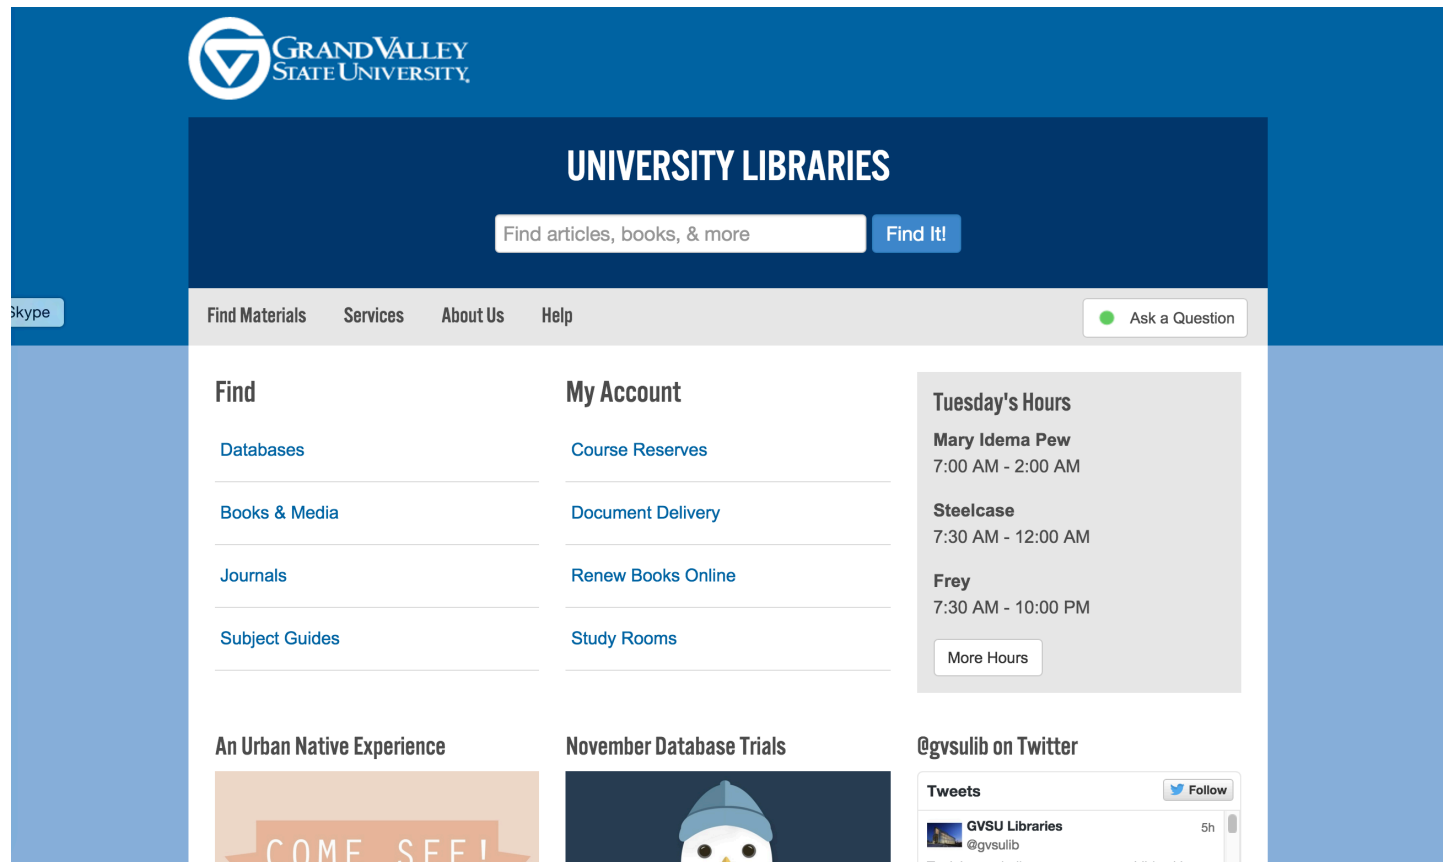 GRAND VALLEY
STATE UNIVERSITY
UNIVERSITY LIBRARIES
Find articles, books, & more
Find It!
Skype
Find Materials
Services
About Us
Help
Ask a Question
Find
Databases
Books & Media
Journals
Subject Guides
My Account
Course Reserves
Document Delivery
Renew Books Online
Study Rooms
Tuesday's Hours
Mary Idema Pew
7:00 AM - 2:00 AM
Steelcase
7:30 AM - 12:00 AM
Frey
7:30 AM - 10:00 PM
More Hours
An Urban Native Experience
COME SEE!
November Database Trials
@gvsulib on Twitter
Tweets
Follow
GVSU Libraries
5h
@gvsulib